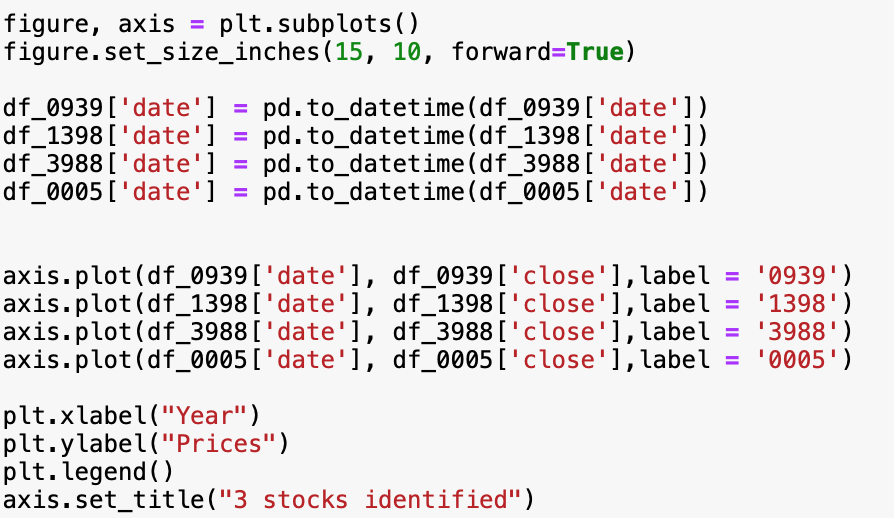 figure, axis = plt.subplots()
figure.set_size_inches(15, 10, forward=True)
df_0939['date'] = pd.to_datetime(df_0939['date'])
df_1398['date'] = pd.to_datetime(df_1398['date'])
df_3988['date'] = pd.to_datetime(df_3988['date'])
df_0005['date'] = pd.to_datetime(df_0005['date'])
axis.plot(df_0939['date'], df_0939['close'],label = '0939')
axis.plot(df_1398['date'], df_1398['close'],label = '1398')
axis.plot(df_3988['date'], df_3988['close'],label = '3988')
axis.plot(df_0005['date'], df_0005['close'],label = '0005')
plt.xlabel("Year")
plt.ylabel("Prices")
plt.legend()
axis.set_title("3 stocks identified")